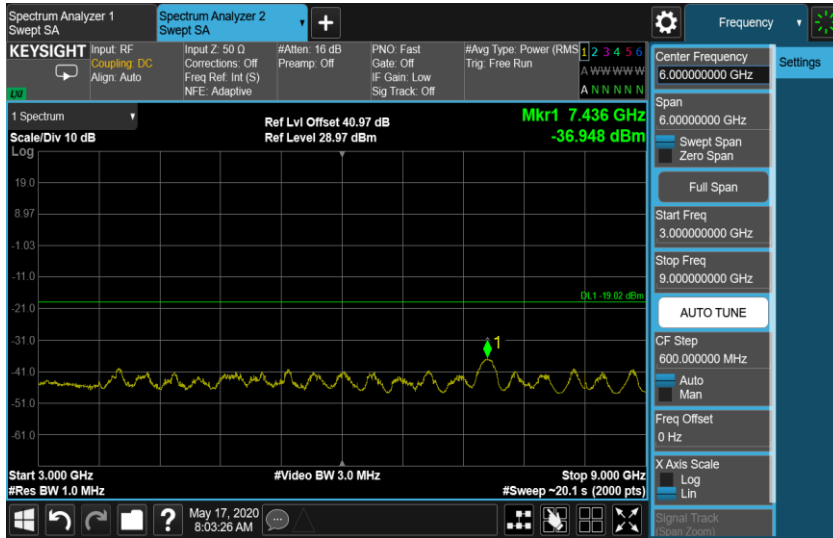 Spectrum Analyzer 1
Swept SA
Spectrum Analyzer 2
Swept SA
Frequency
KEYSIGHT
Input: RF
Coupling: DC
Align: Auto
LXI
Input Z: 50 Ω
Corrections: Off
Freq Ref: Int (S)
NFE: Adaptive
#Atten: 16 dB
Preamp: Off
PNO: Fast
Gate: Off
IF Gain: Low
Sig Track: Off
#Avg Type: Power (RMS
Trig: Free Run
1 2 3 4 5 6
A W W W W W
A N N N N N
1 Spectrum
Scale/Div 10 dB
Log
Ref Lvl Offset 40.97 dB
Ref Level 28.97 dBm
Mkr1 7.436 GHz
-36.948 dBm
19.0
8.97
-1.03
-11.0
-21.0
-31.0
-41.0
-51.0
-61.0
DL1 -19.02 dBm
1
Start 3.000 GHz
#Res BW 1.0 MHz
#Video BW 3.0 MHz
Stop 9.000 GHz
#Sweep ~20.1 s (2000 pts)
May 17, 2020
8:03:26 AM
Settings
Center Frequency
6.000000000 GHz
Span
6.00000000 GHz
Swept Span
Zero Span
Full Span
Start Freq
3.000000000 GHz
Stop Freq
9.000000000 GHz
AUTO TUNE
CF Step
600.000000 MHz
Auto
Man
Freq Offset
0 Hz
X Axis Scale
Log
Lin
Signal Track
(Span Zoom)